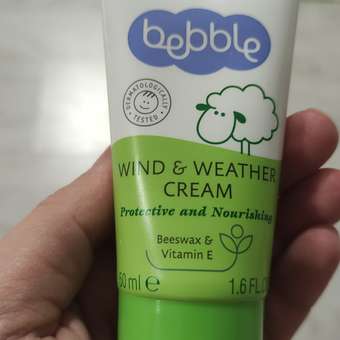 bebble
DERMATOLOGICALLY
TESTED
WIND & WEATHER
CREAM
Protective and Nourishing
Beeswax &
Vitamin E
50 ml e 1.6 FL.